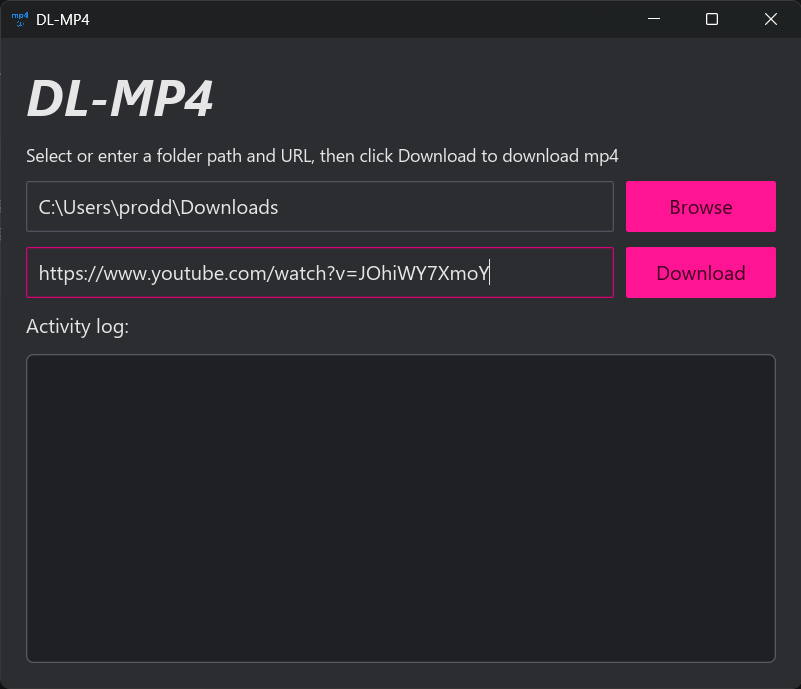 mp4
DL-MP4
DL-MP4
Select or enter a folder path and URL, then click Download to download mp4
C:\Users\prodd\Downloads
Browse
https://www.youtube.com/watch?v=JOhiWY7XmoY
Download
Activity log: